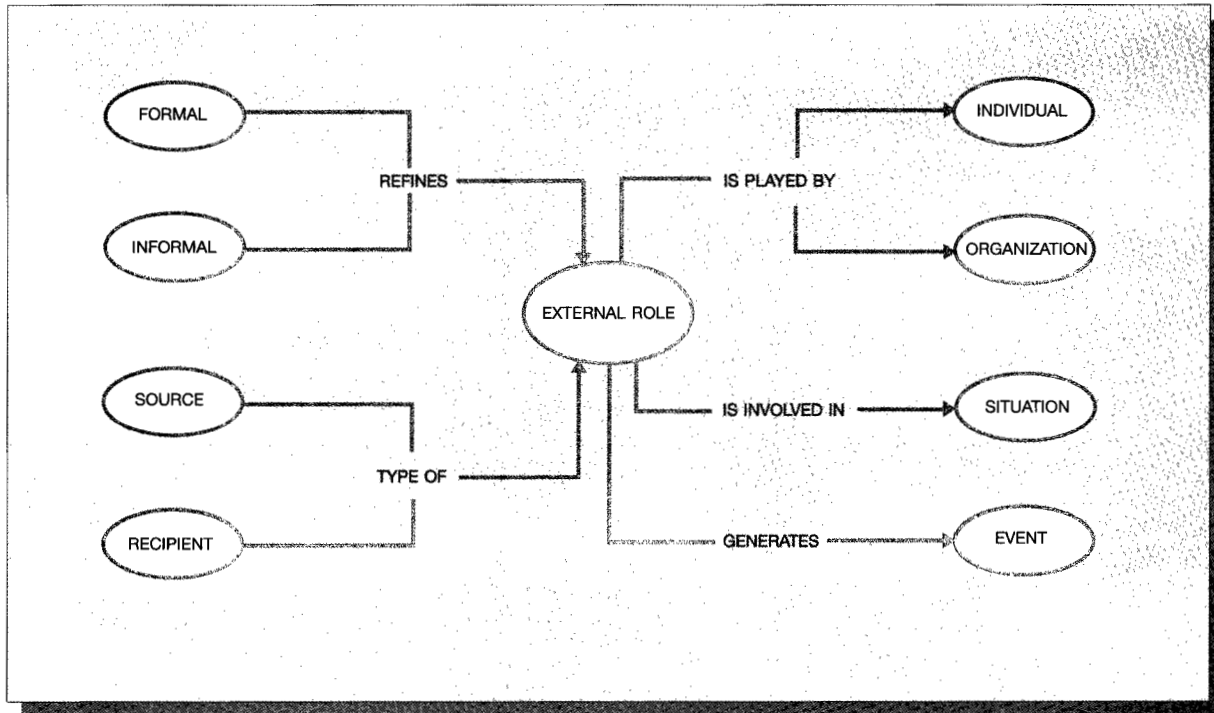 FORMAL
INDIVIDUAL
REFINES
IS PLAYED BY
INFORMAL
ORGANIZATION
EXTERNAL ROLE
SOURCE
IS INVOLVED IN
SITUATION
TYPE OF
RECIPIENT
GENERATES
EVENT